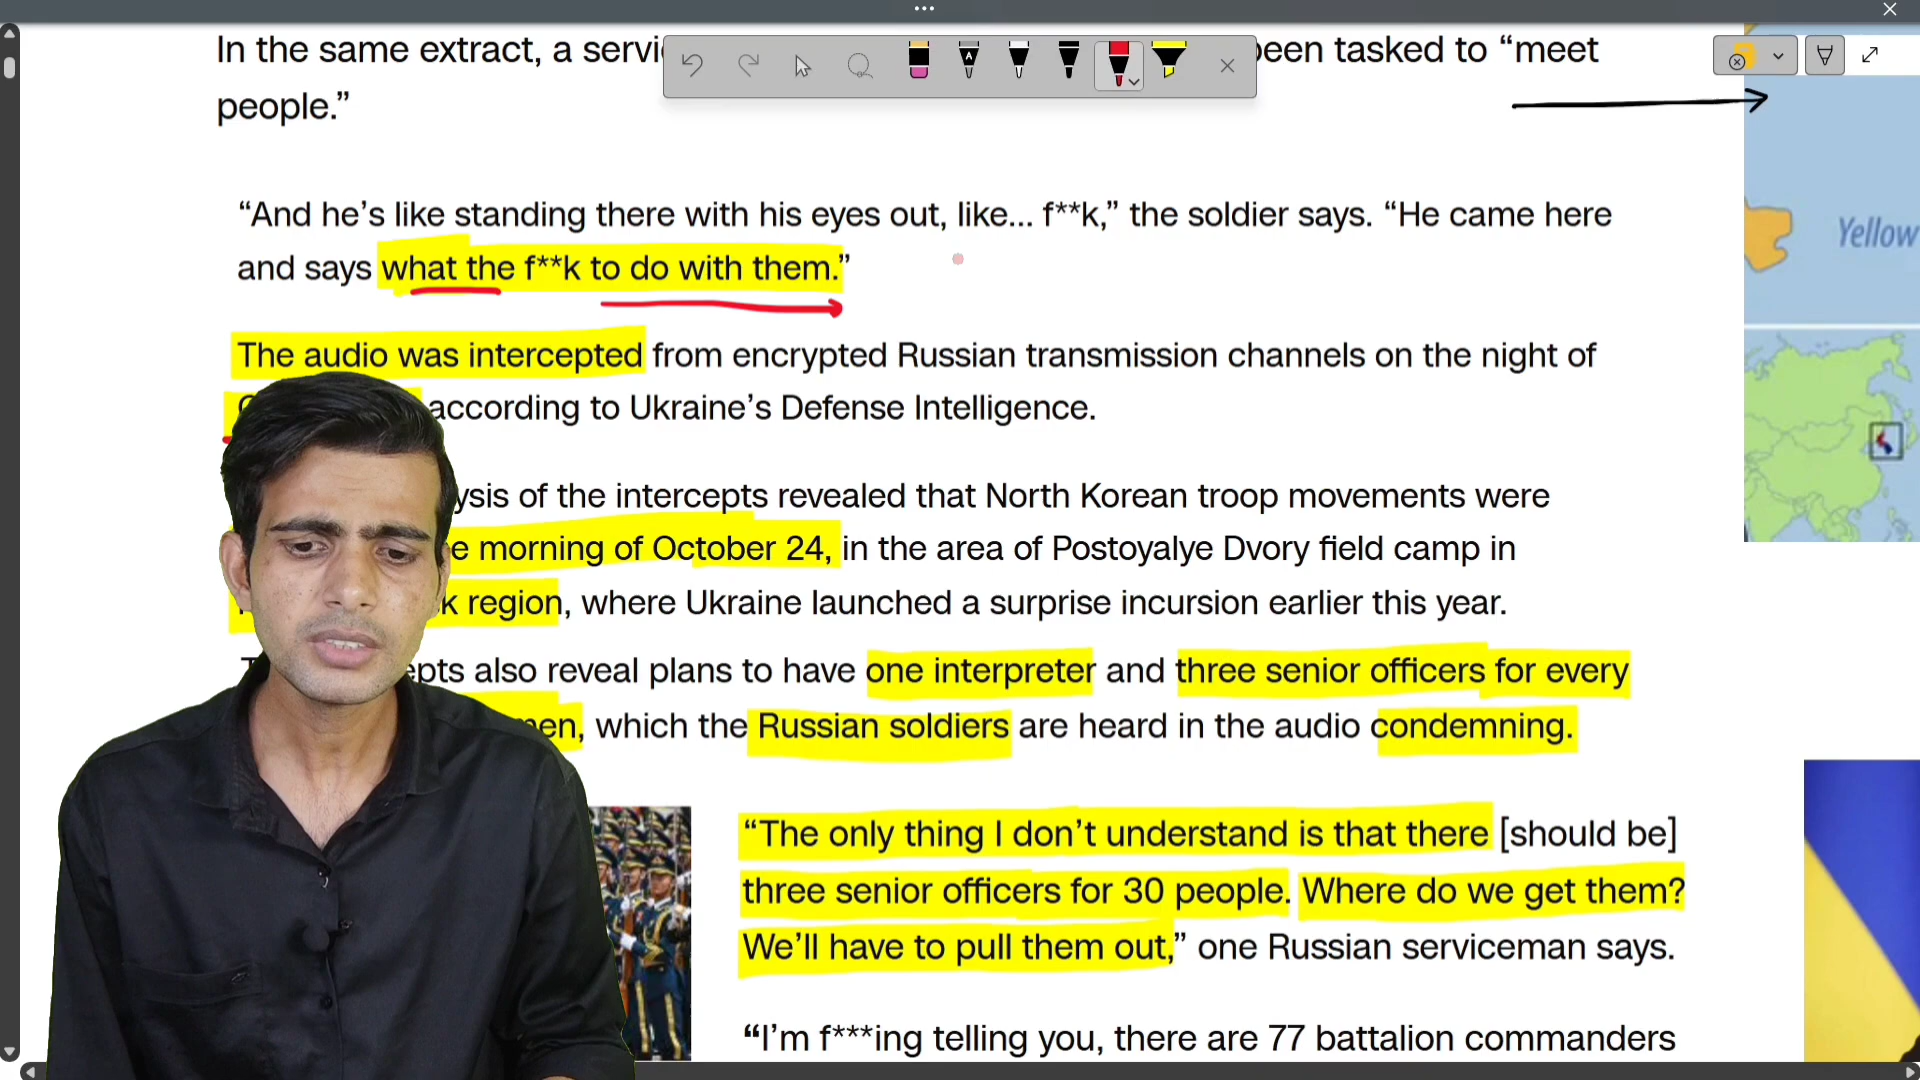 In the same extract, a servi been tasked to “meet
people.”
“And he’s like standing there with his eyes out, like... f**k,” the soldier says. “He came here
and says what the f**k to do with them.”
Yellow
The audio was intercepted from encrypted Russian transmission channels on the night of
according to Ukraine’s Defense Intelligence.
ysis of the intercepts revealed that North Korean troop movements were
e morning of October 24, in the area of Postoyalye Dvory field camp in
k region, where Ukraine launched a surprise incursion earlier this year.
epts also reveal plans to have one interpreter and three senior officers for every
men, which the Russian soldiers are heard in the audio condemning.
“The only thing I don’t understand is that there [should be]
three senior officers for 30 people. Where do we get them?
We’ll have to pull them out,” one Russian serviceman says.
“I’m f***ing telling you, there are 77 battalion commanders